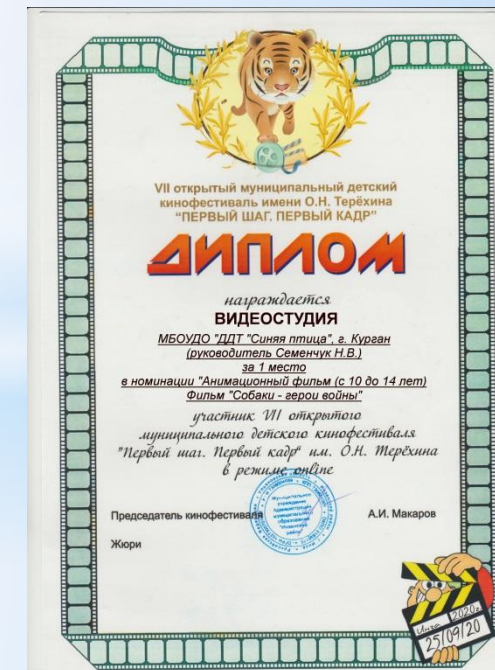 VII открытый муниципальный детский
кинофестиваль имени О.Н. Терёхина
"ПЕРВЫЙ ШАГ. ПЕРВЫЙ КАДР"
ДИПЛОМ
награждается
ВИДЕОСТУДИЯ
МБОУДО "ДДТ "Синяя птица", г. Курган
(руководитель Семенчук Н.В.)
за 1 место
в номинации "Анимационный фильм (с 10 до 14 лет)
Фильм "Собаки - герои войны"
участник VII открытого
муниципального детского кинофестиваля
"Первый шаг. Первый кадр" им. О.Н. Терёхина
в режиме online
Председатель кинофестиваля А.И. Макаров
Жюри
Инза 2020г
25/09/20